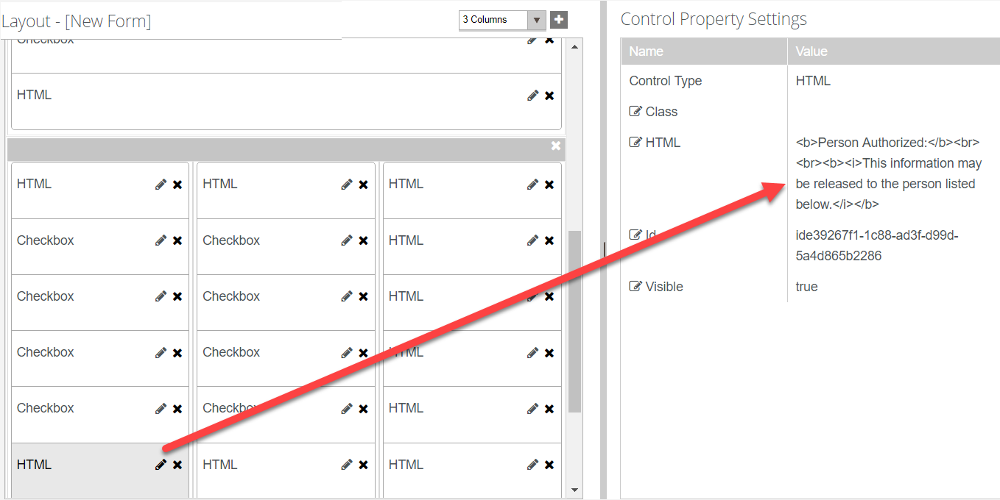 Layout - [New Form]
3 Columns
Control Property Settings
Name Value
Checkbox
Control Type HTML
HTML
Class
HTML <b>Person Authorized:</b><br>
<br><b><i>This information may
be released to the person listed
below.</i></b>
HTML HTML HTML
Id ide39267f1-1c88-ad3f-d99d-
5a4d865b2286
Checkbox Checkbox HTML
Visible true
Checkbox Checkbox HTML
Checkbox Checkbox HTML
Checkbox Checkbox HTML
HTML HTML HTML